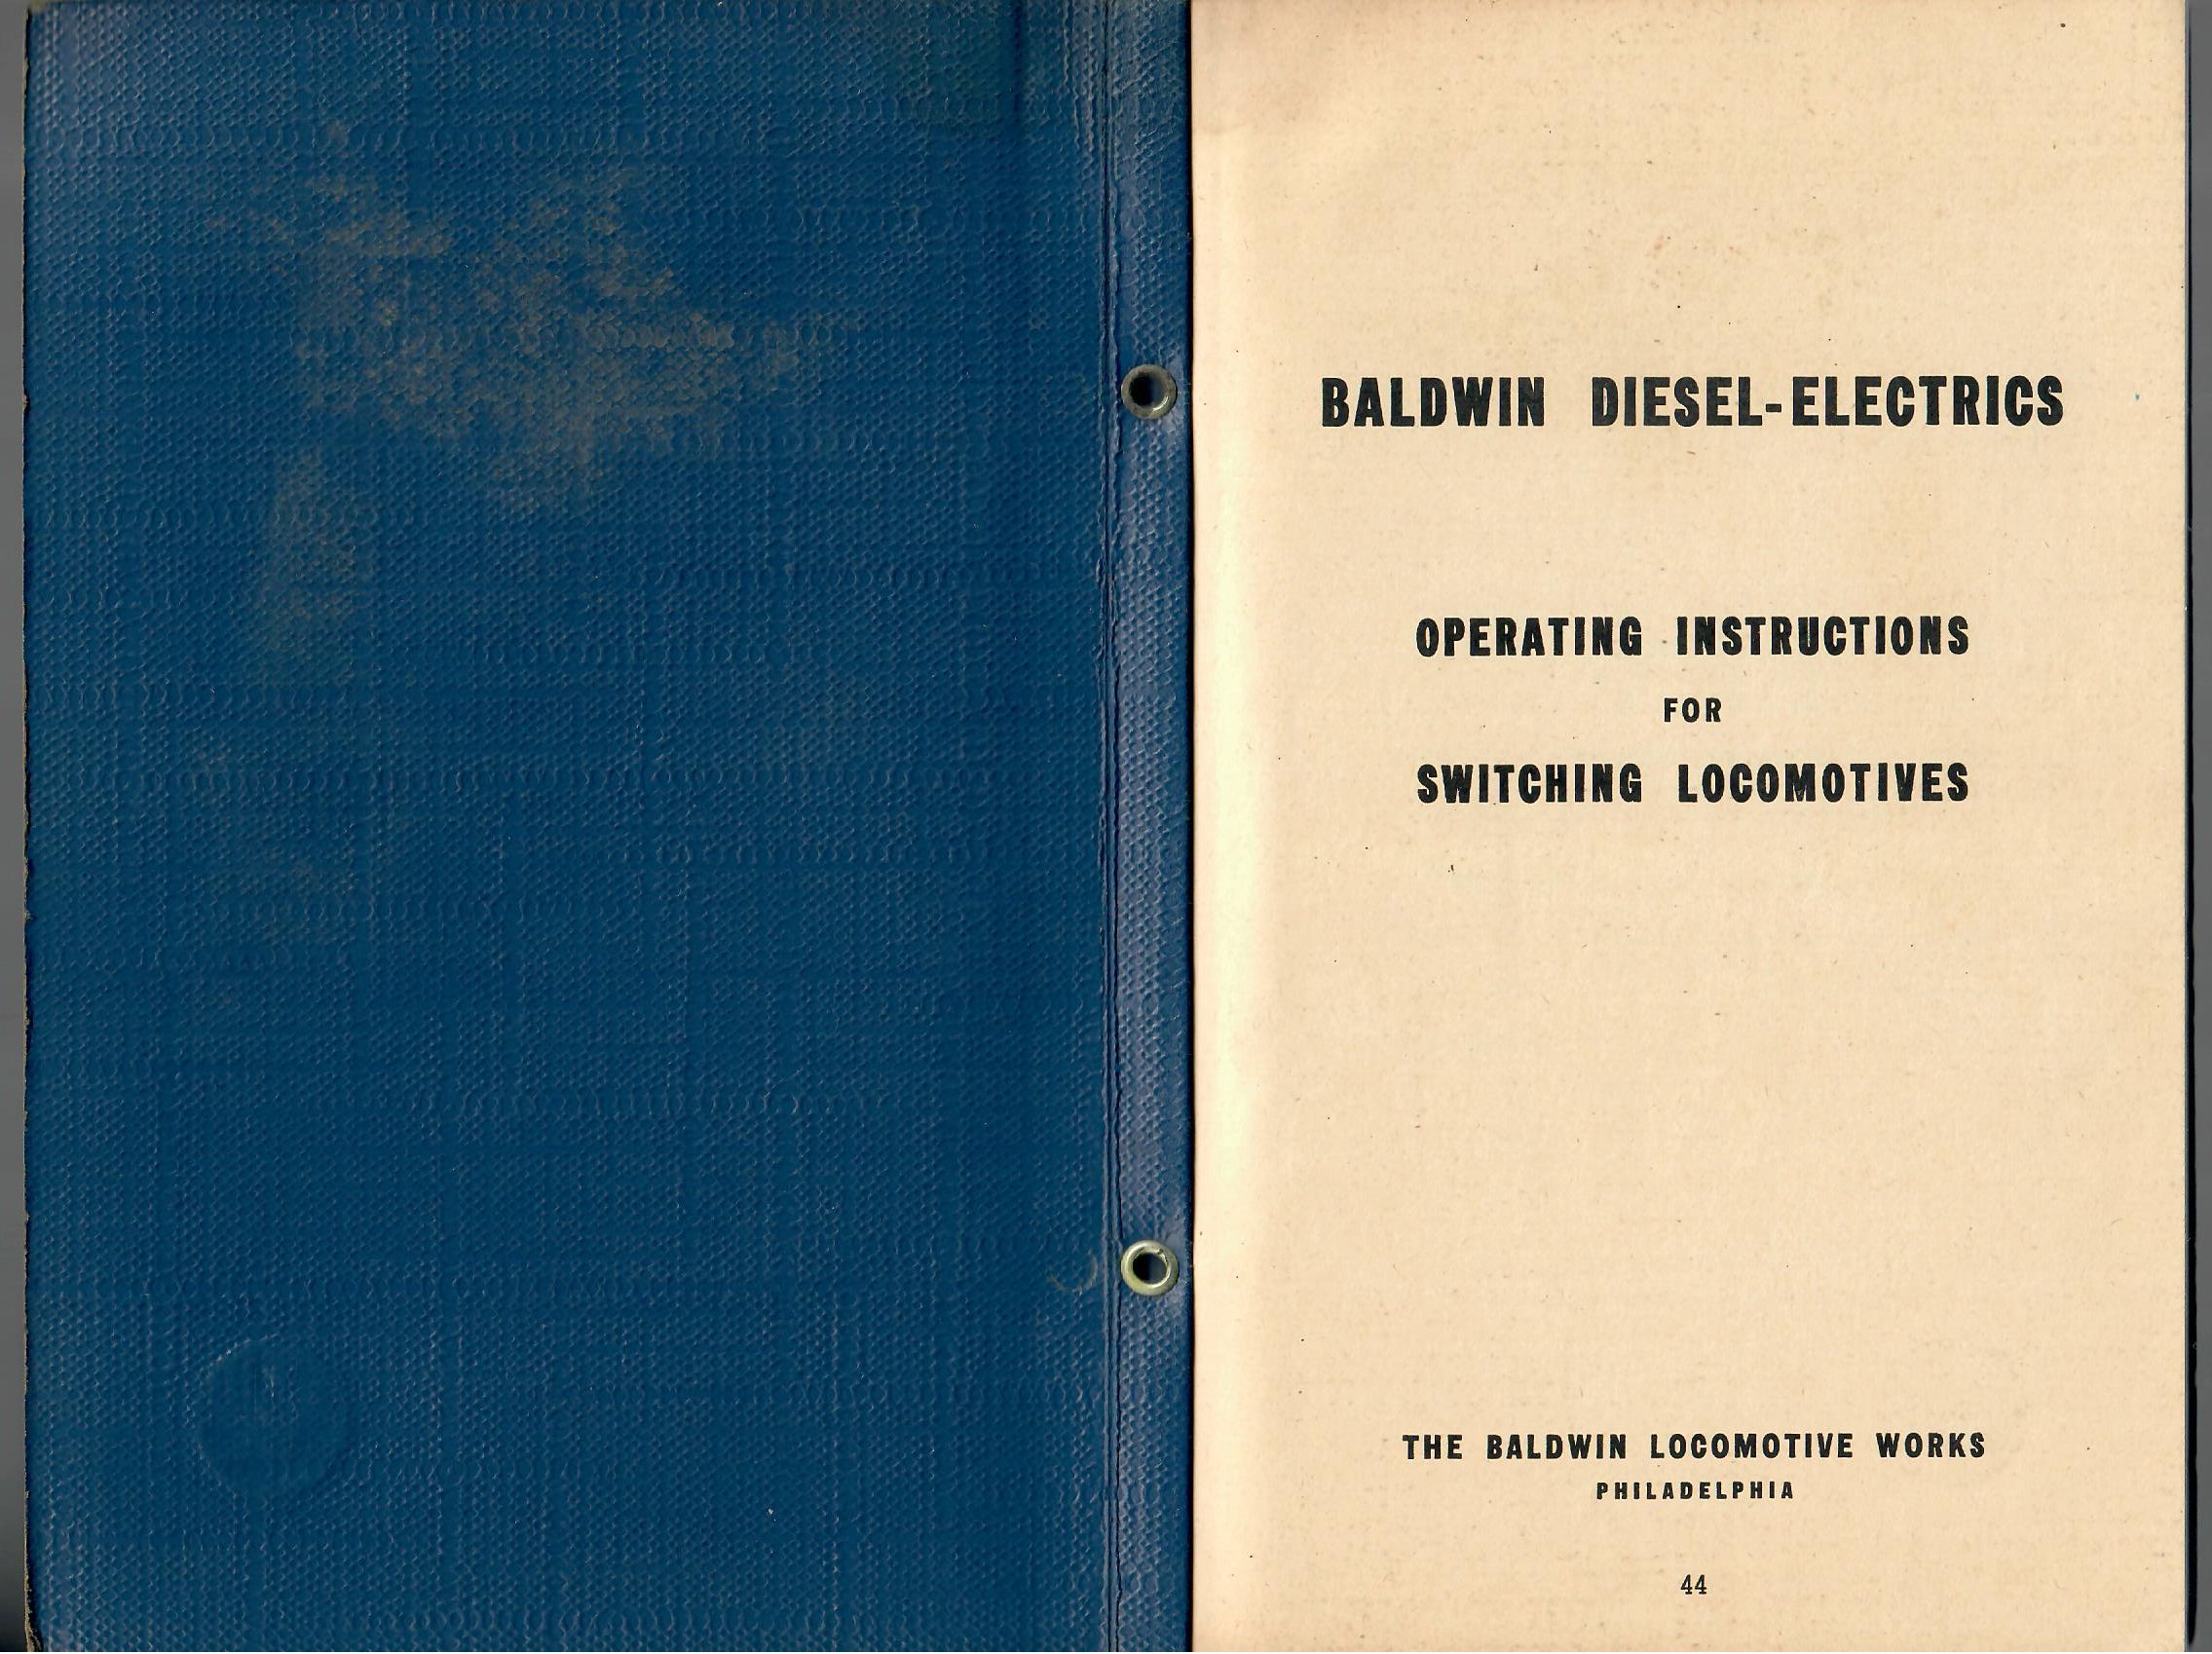 BALDWIN DIESEL-ELECTRICS
OPERATING INSTRUCTIONS
FOR
SWITCHING LOCOMOTIVES
THE BALDWIN LOCOMOTIVE WORKS
PHILADELPHIA
44